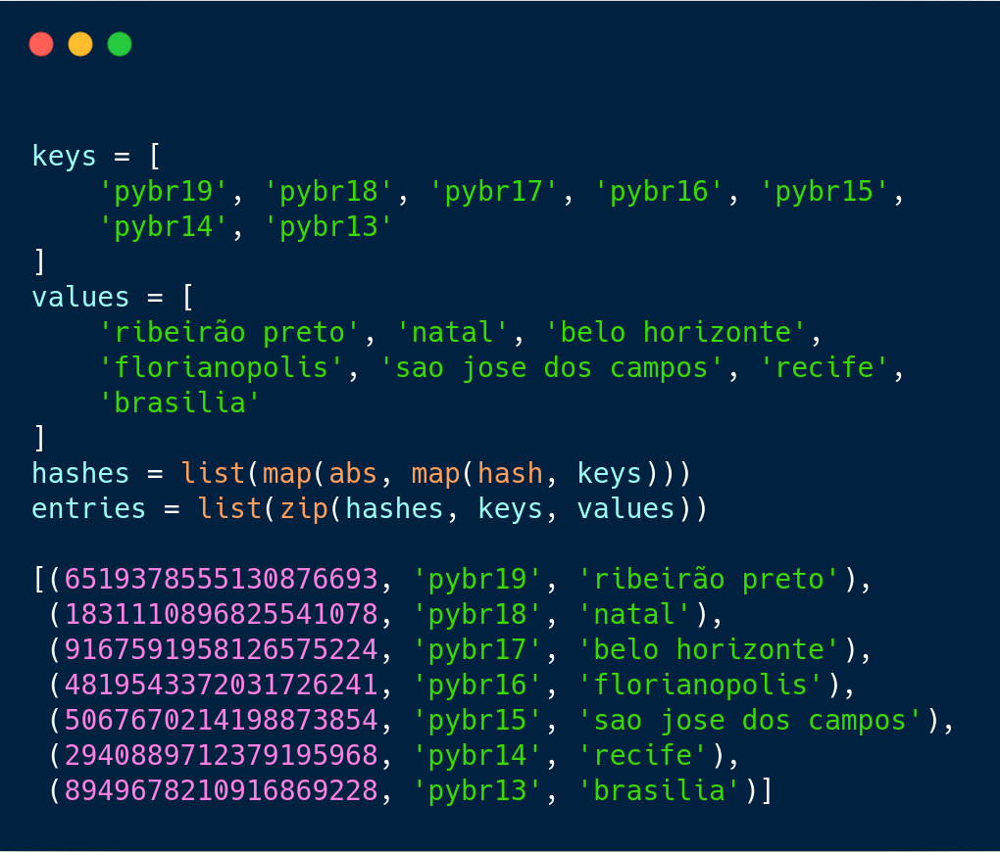 keys = [
    'pybr19', 'pybr18', 'pybr17', 'pybr16', 'pybr15',
    'pybr14', 'pybr13'
]
values = [
    'ribeirão preto', 'natal', 'belo horizonte',
    'florianopolis', 'sao jose dos campos', 'recife',
    'brasilia'
]
hashes = list(map(abs, map(hash, keys)))
entries = list(zip(hashes, keys, values))

[(6519378555130876693, 'pybr19', 'ribeirão preto'),
 (1831110896825541078, 'pybr18', 'natal'),
 (9167591958126575224, 'pybr17', 'belo horizonte'),
 (4819543372031726241, 'pybr16', 'florianopolis'),
 (5067670214198873854, 'pybr15', 'sao jose dos campos'),
 (2940889712379195968, 'pybr14', 'recife'),
 (8949678210916869228, 'pybr13', 'brasilia')]